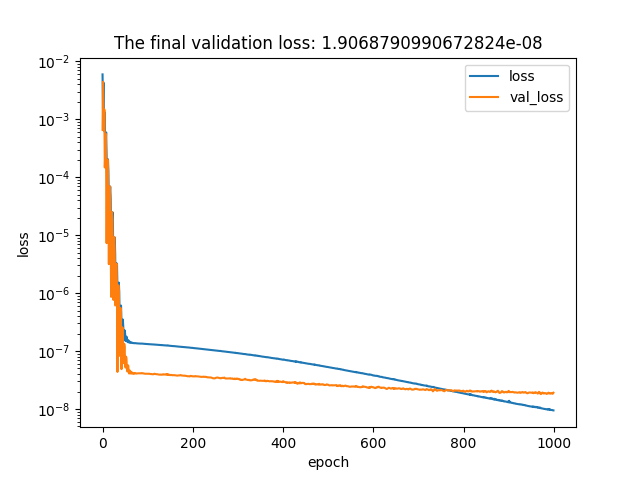 The final validation loss: 1.9068790990672824e-08
loss
val_loss
10⁻²
10⁻³
10⁻⁴
10⁻⁵
10⁻⁶
10⁻⁷
10⁻⁸
loss
0 200 400 600 800 1000
epoch